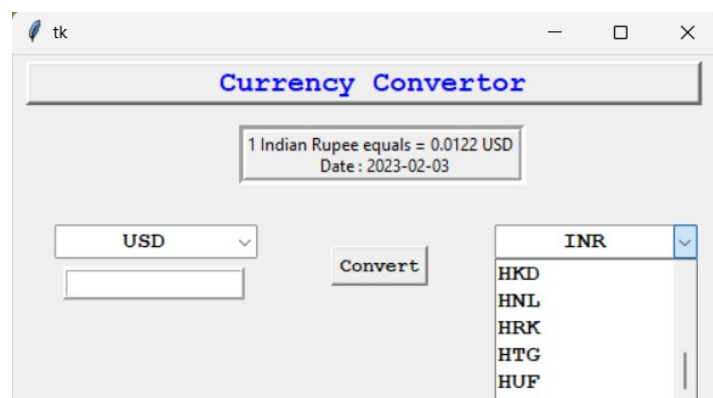 tk
Currency Convertor
1 Indian Rupee equals = 0.0122 USD
Date : 2023-02-03
USD
Convert
INR
HKD
HNL
HRK
HTG
HUF